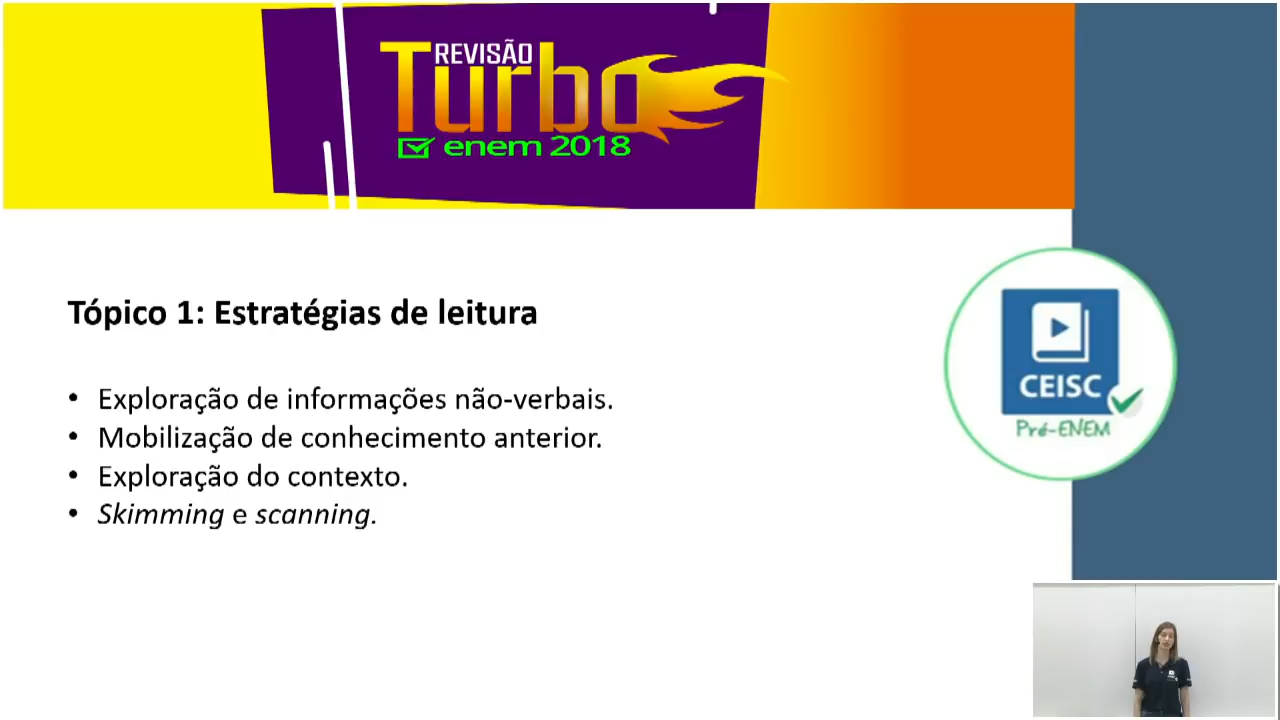 REVISÃO
Turbo
enem 2018
Tópico 1: Estratégias de leitura
• Exploração de informações não-verbais.
• Mobilização de conhecimento anterior.
• Exploração do contexto.
• Skimming e scanning.
CEISC
Pré-ENEM